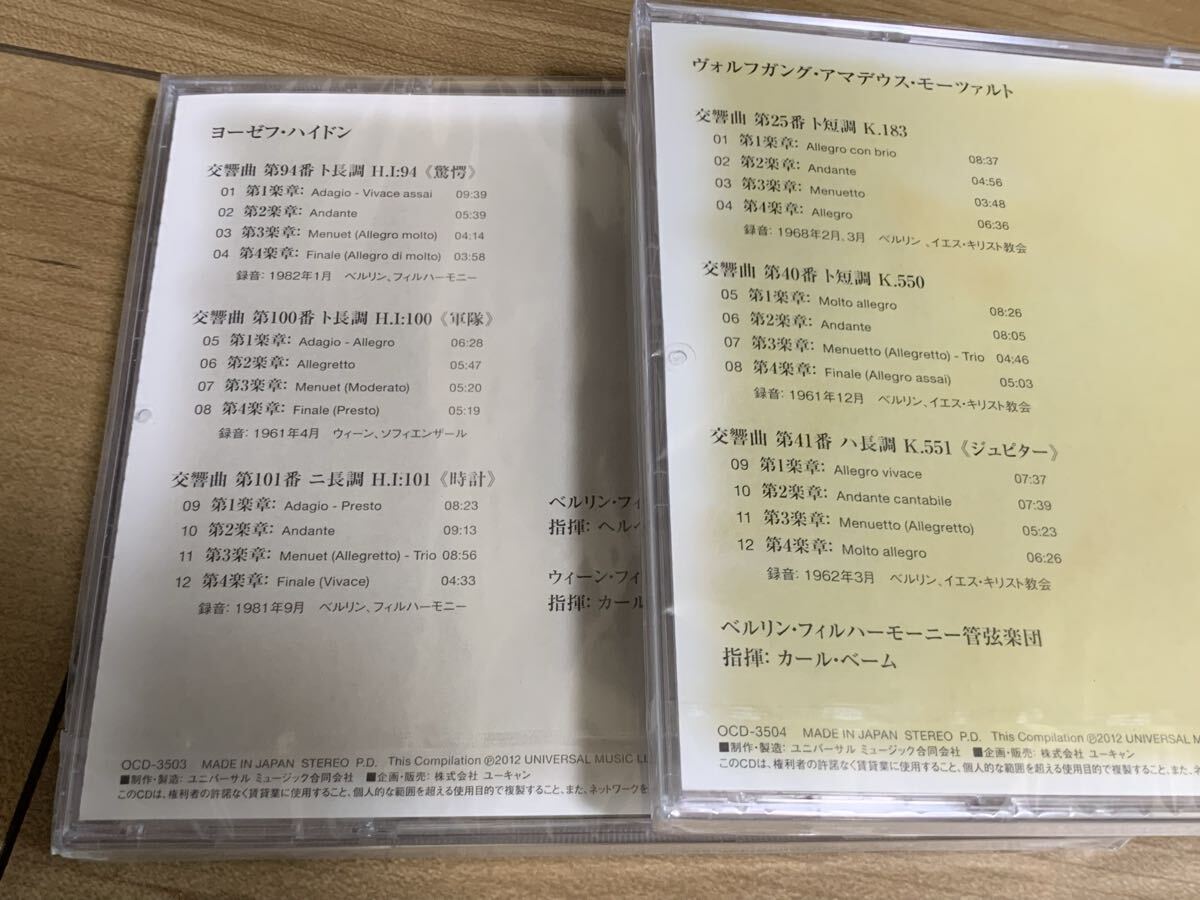 ヨーゼフ・ハイドン
交響曲 第94番 ト長調 H.I:94《驚愕》
01 第1楽章: Adagio - Vivace assai 09:39
02 第2楽章: Andante 05:39
03 第3楽章: Menuet (Allegro molto) 04:14
04 第4楽章: Finale (Allegro di molto) 03:58
録音: 1982年1月 ベルリン、フィルハーモニー
交響曲 第100番 ト長調 H.I:100《軍隊》
05 第1楽章: Adagio - Allegro 06:28
06 第2楽章: Allegretto 05:47
07 第3楽章: Menuet (Moderato) 05:20
08 第4楽章: Finale (Presto) 05:19
録音: 1961年4月 ウィーン、ソフィエンザール
交響曲 第101番 ニ長調 H.I:101《時計》
09 第1楽章: Adagio - Presto 08:23
10 第2楽章: Andante 09:13
11 第3楽章: Menuet (Allegretto) - Trio 08:56
12 第4楽章: Finale (Vivace) 04:33
録音: 1981年9月 ベルリン、フィルハーモニー
ベルリン・フィ
指揮: ヘルベ
ウィーン・フィ
指揮: カール
OCD-3503 MADE IN JAPAN STEREO P.D. This Compilation ℗2012 UNIVERSAL MUSIC LL
■制作・製造: ユニバーサル ミュージック合同会社 ■企画・販売: 株式会社 ユーキャン
このCDは、権利者の許諾なく賃貸業に使用すること、個人的な範囲を超える使用目的で複製すること、また、ネットワークを
ヴォルフガング・アマデウス・モーツァルト
交響曲 第25番 ト短調 K.183
01 第1楽章: Allegro con brio 08:37
02 第2楽章: Andante 04:56
03 第3楽章: Menuetto 03:48
04 第4楽章: Allegro 06:36
録音: 1968年2月、3月 ベルリン、イエス・キリスト教会
交響曲 第40番 ト短調 K.550
05 第1楽章: Molto allegro 08:26
06 第2楽章: Andante 08:05
07 第3楽章: Menuetto (Allegretto) - Trio 04:46
08 第4楽章: Finale (Allegro assai) 05:03
録音: 1961年12月 ベルリン、イエス・キリスト教会
交響曲 第41番 ハ長調 K.551《ジュピター》
09 第1楽章: Allegro vivace 07:37
10 第2楽章: Andante cantabile 07:39
11 第3楽章: Menuetto (Allegretto) 05:23
12 第4楽章: Molto allegro 06:26
録音: 1962年3月 ベルリン、イエス・キリスト教会
ベルリン・フィルハーモーニー管弦楽団
指揮: カール・ベーム
OCD-3504 MADE IN JAPAN STEREO P.D. This Compilation ℗2012 UNIVERSAL MU
■制作・製造: ユニバーサル ミュージック合同会社 ■企画・販売: 株式会社 ユーキャン
このCDは、権利者の許諾なく賃貸業に使用すること、個人的な範囲を超える使用目的で複製すること、また、ネ